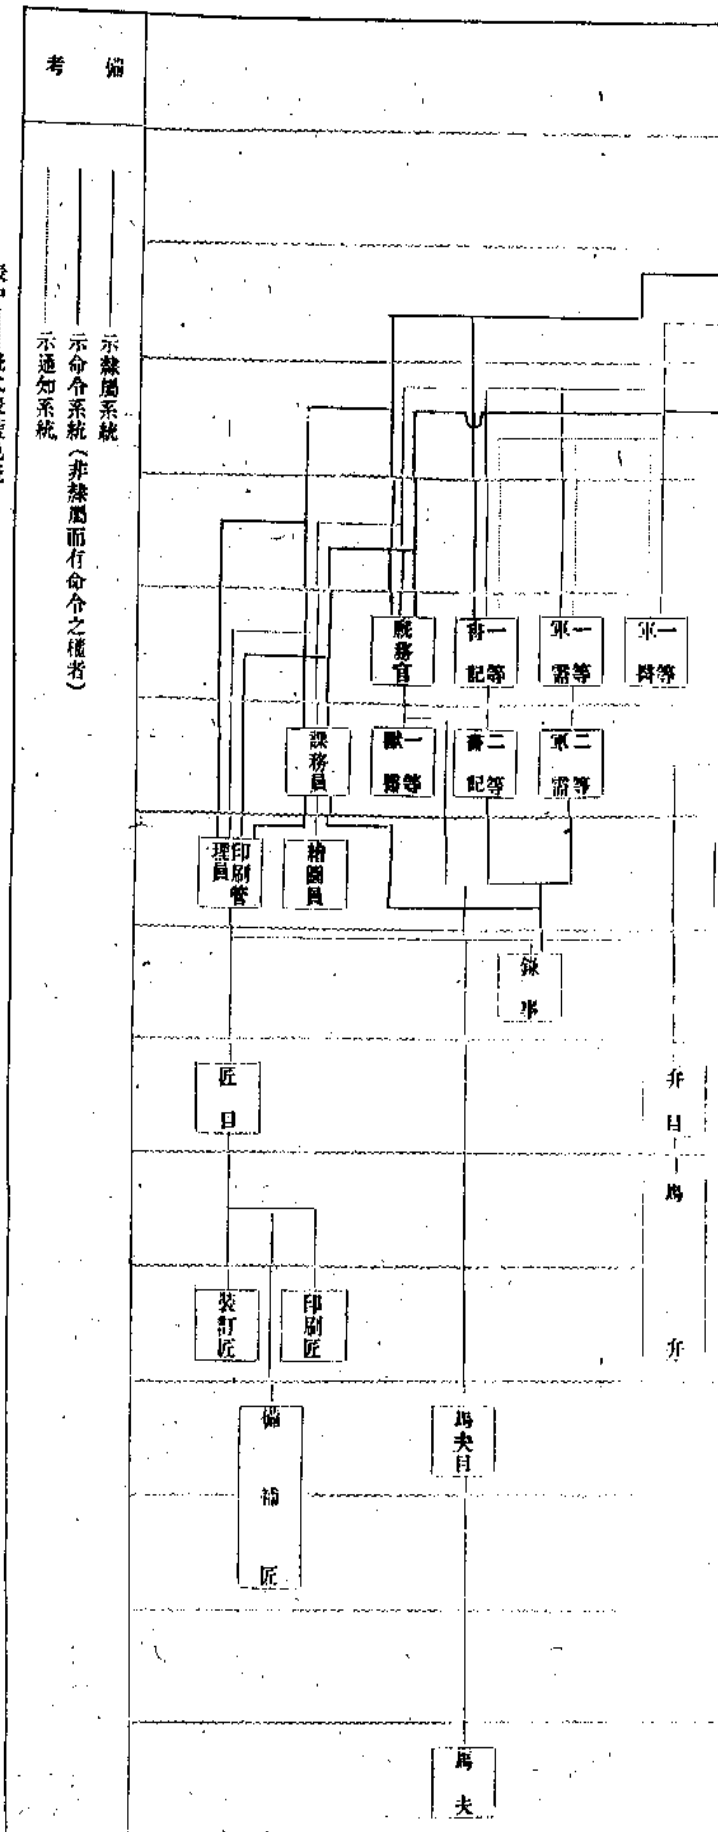 一等軍醫
一等軍需
一等書記
廐務官
二等軍需
二等書記
一等獸醫
課務員
繪圖員
印刷管理員
錄事
弁目
馬弁
匠目
印刷匠
裝訂匠
備補匠
馬夫目
馬夫
備考
示隸屬系統
示命令系統(非隸屬而有命令之權者)
示通知系統